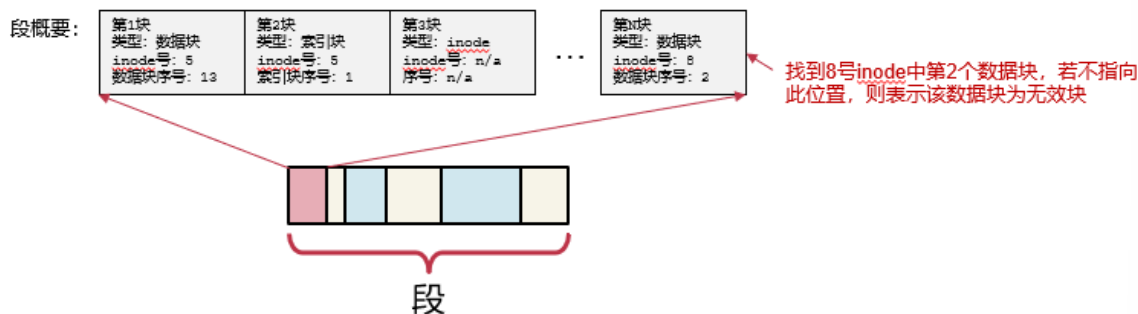 段概要：
第1块
类型：数据块
inode号：5
数据块序号：13
第2块
类型：索引块
inode号：5
索引块序号：1
第3块
类型：inode
inode号：n/a
序号：n/a
...
第N块
类型：数据块
inode号：8
数据块序号：2
找到8号inode中第2个数据块，若不指向
此位置，则表示该数据块为无效块
段